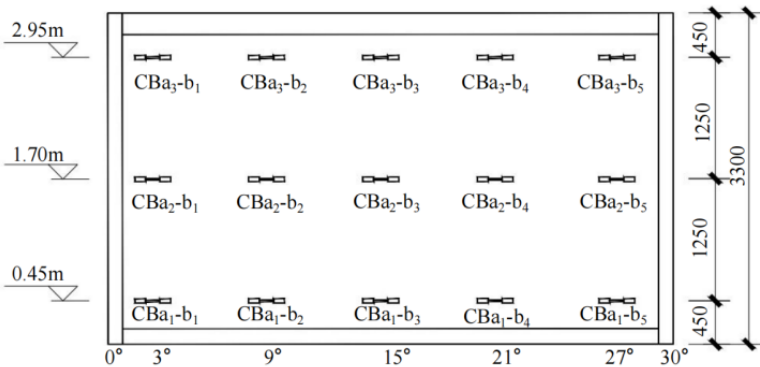 2.95m
450
CBa₃-b₁ CBa₃-b₂ CBa₃-b₃ CBa₃-b₄ CBa₃-b₅
1250
1.70m
3300
CBa₂-b₁ CBa₂-b₂ CBa₂-b₃ CBa₂-b₄ CBa₂-b₅
1250
0.45m
CBa₁-b₁ CBa₁-b₂ CBa₁-b₃ CBa₁-b₄ CBa₁-b₅
450
0° 3° 9° 15° 21° 27° 30°